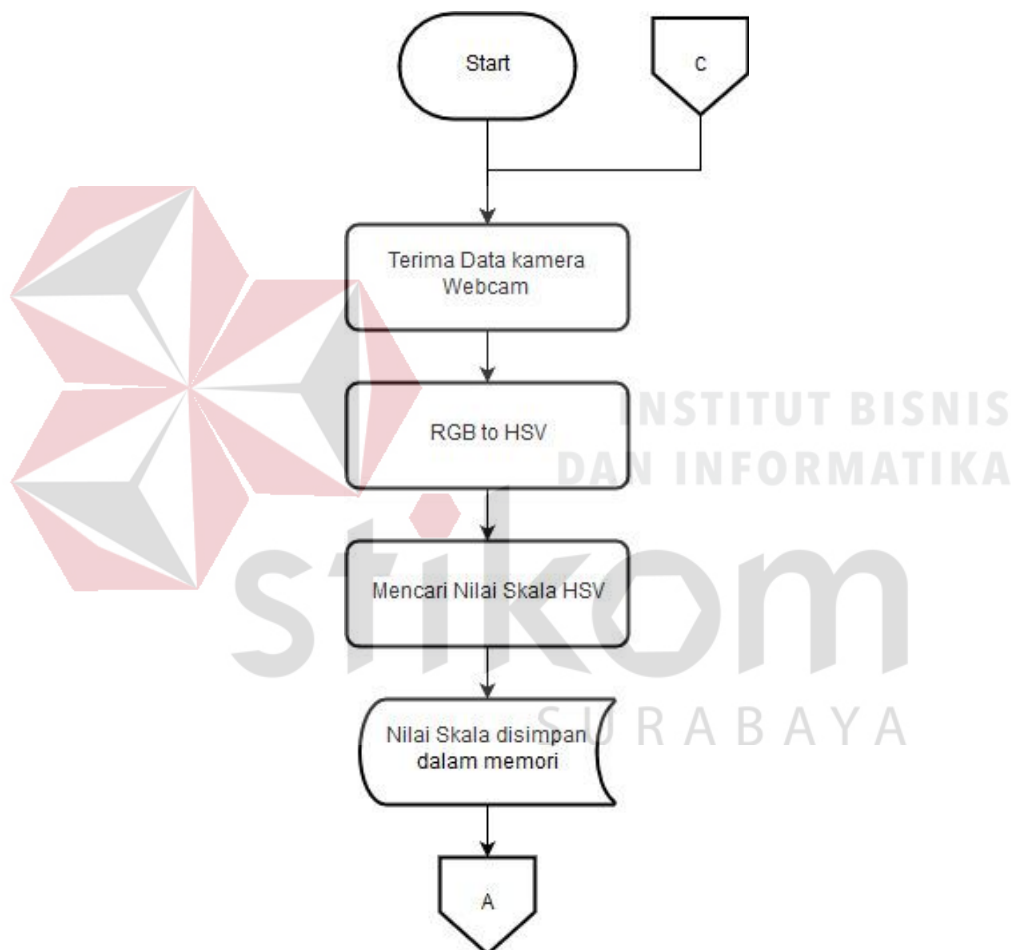 Start
C
Terima Data kamera
Webcam
RGB to HSV
INSTITUT BISNIS
DAN INFORMATIKA
Mencari Nilai Skala HSV
stikom
SURABAYA
Nilai Skala disimpan
dalam memori
A